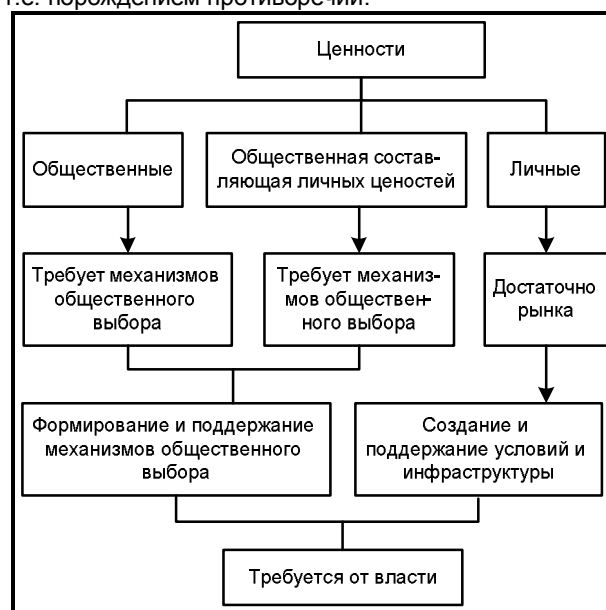 т.е. порождением противоречий.
Ценности
Общественные
Общественная состав-
ляющая личных ценостей
Личные
Требует механизмов
общественного
выбора
Требует механиз-
мов обществен-
ного выбора
Достаточно
рынка
Формирование и поддержание
механизмов общественного
выбора
Создание и
поддержание условий и
инфраструктуры
Требуется от власти